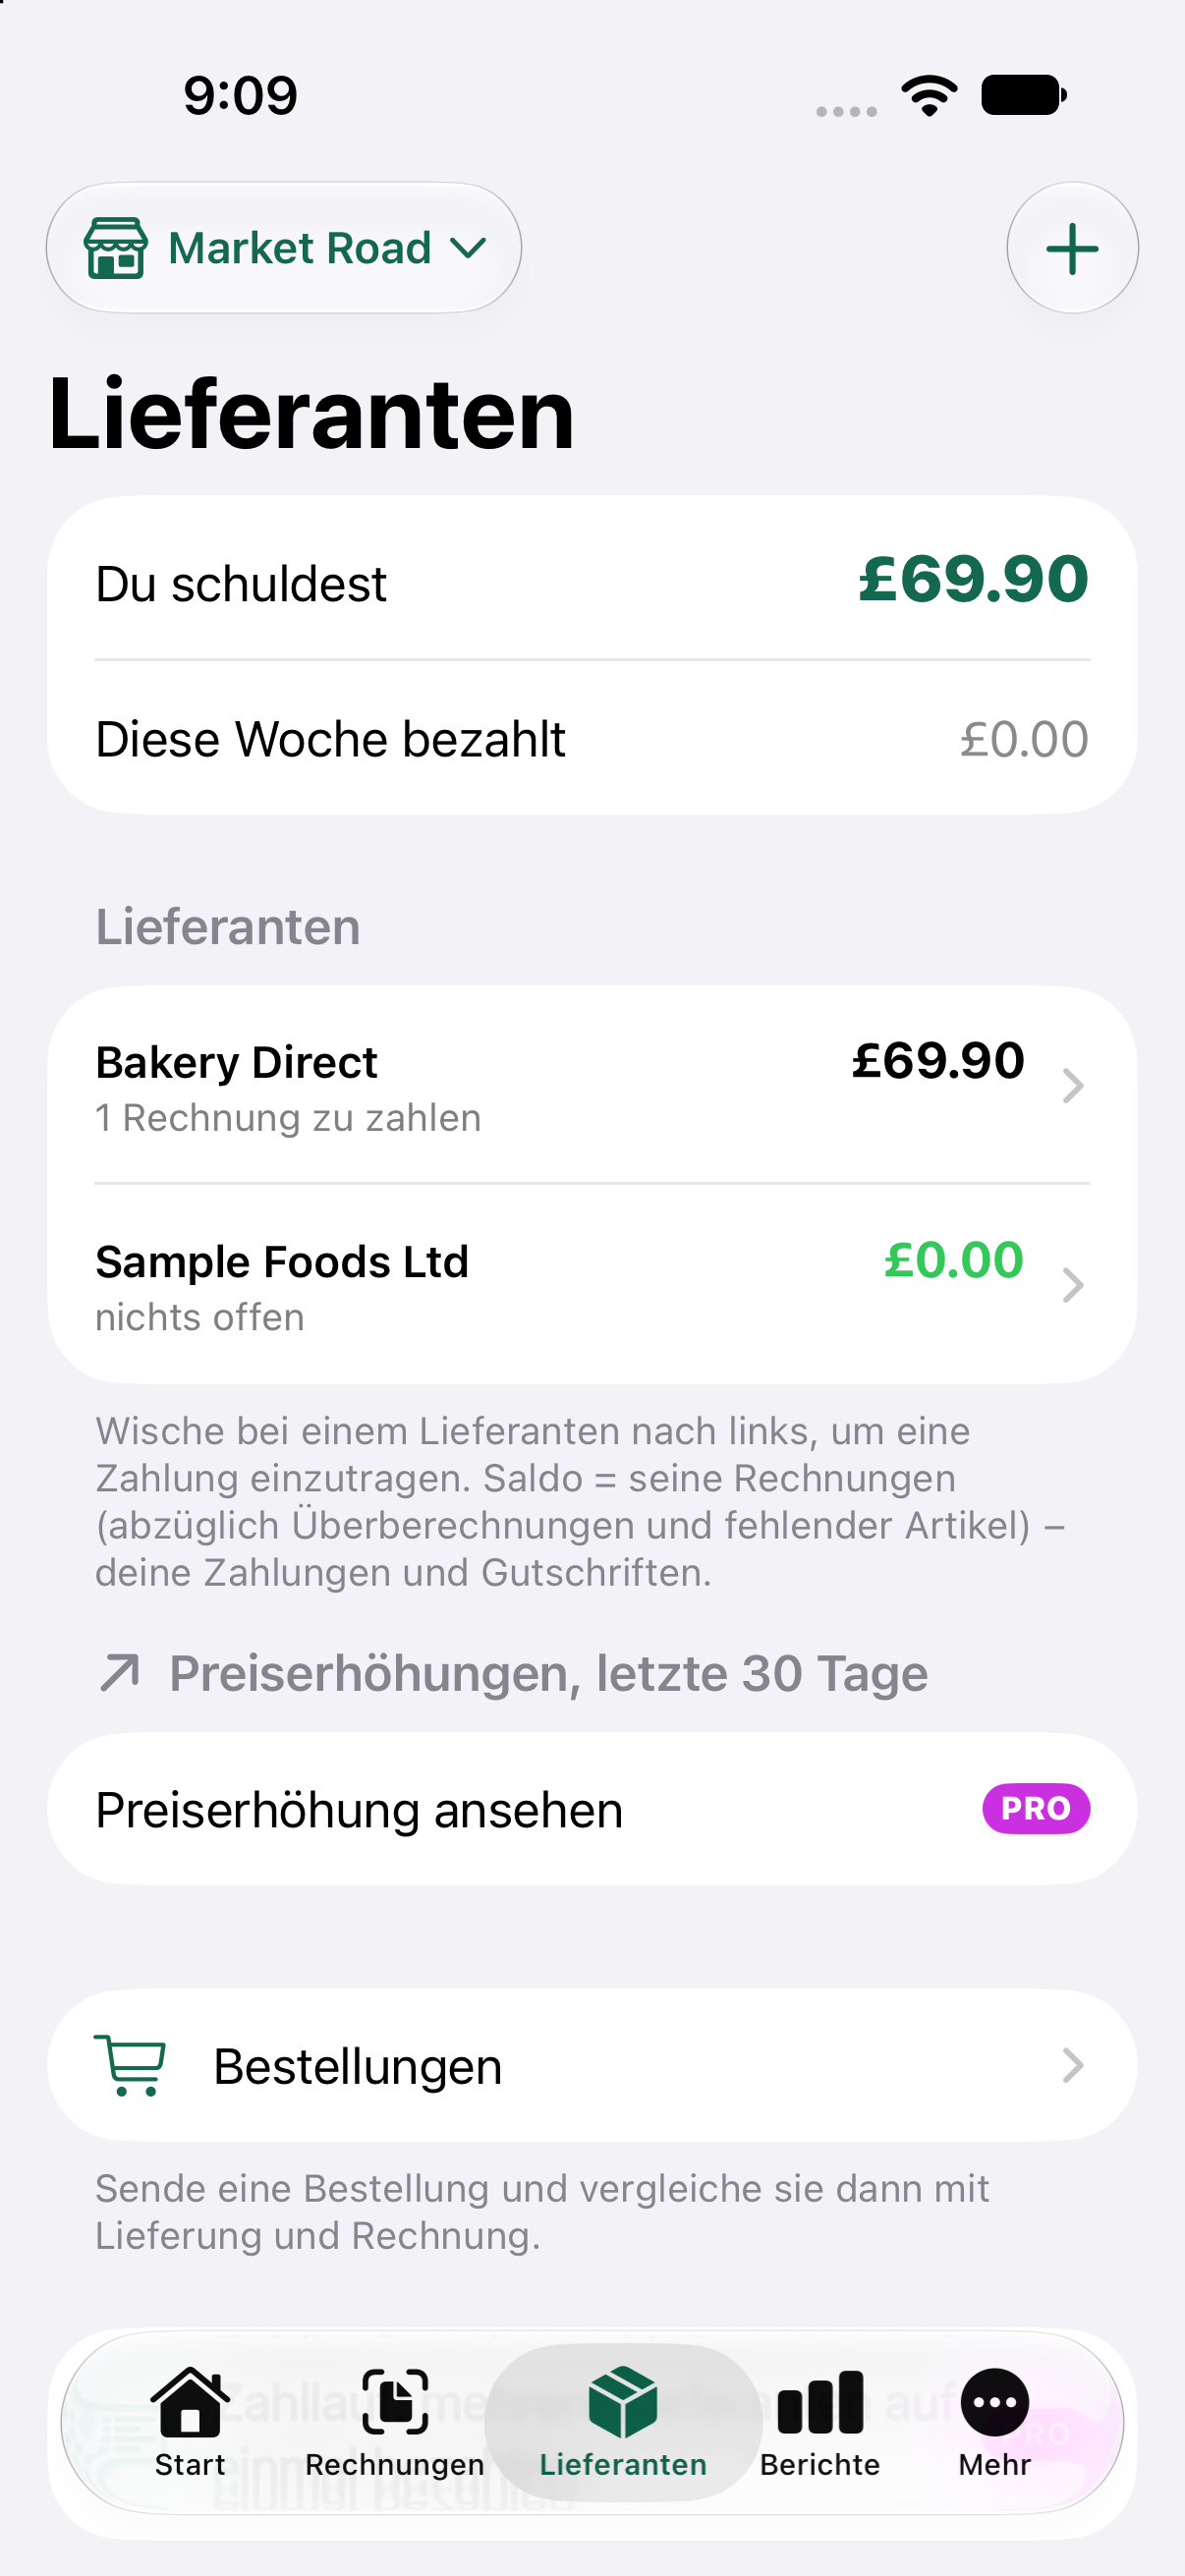 9:09
Market Road
Lieferanten
Du schuldest £69.90
Diese Woche bezahlt £0.00
Lieferanten
Bakery Direct £69.90
1 Rechnung zu zahlen
Sample Foods Ltd £0.00
nichts offen
Wische bei einem Lieferanten nach links, um eine
Zahlung einzutragen. Saldo = seine Rechnungen
(abzüglich Überberechnungen und fehlender Artikel) –
deine Zahlungen und Gutschriften.
Preiserhöhungen, letzte 30 Tage
Preiserhöhung ansehen PRO
Bestellungen
Sende eine Bestellung und vergleiche sie dann mit
Lieferung und Rechnung.
auf
PRO
Start Rechnungen Lieferanten Berichte Mehr